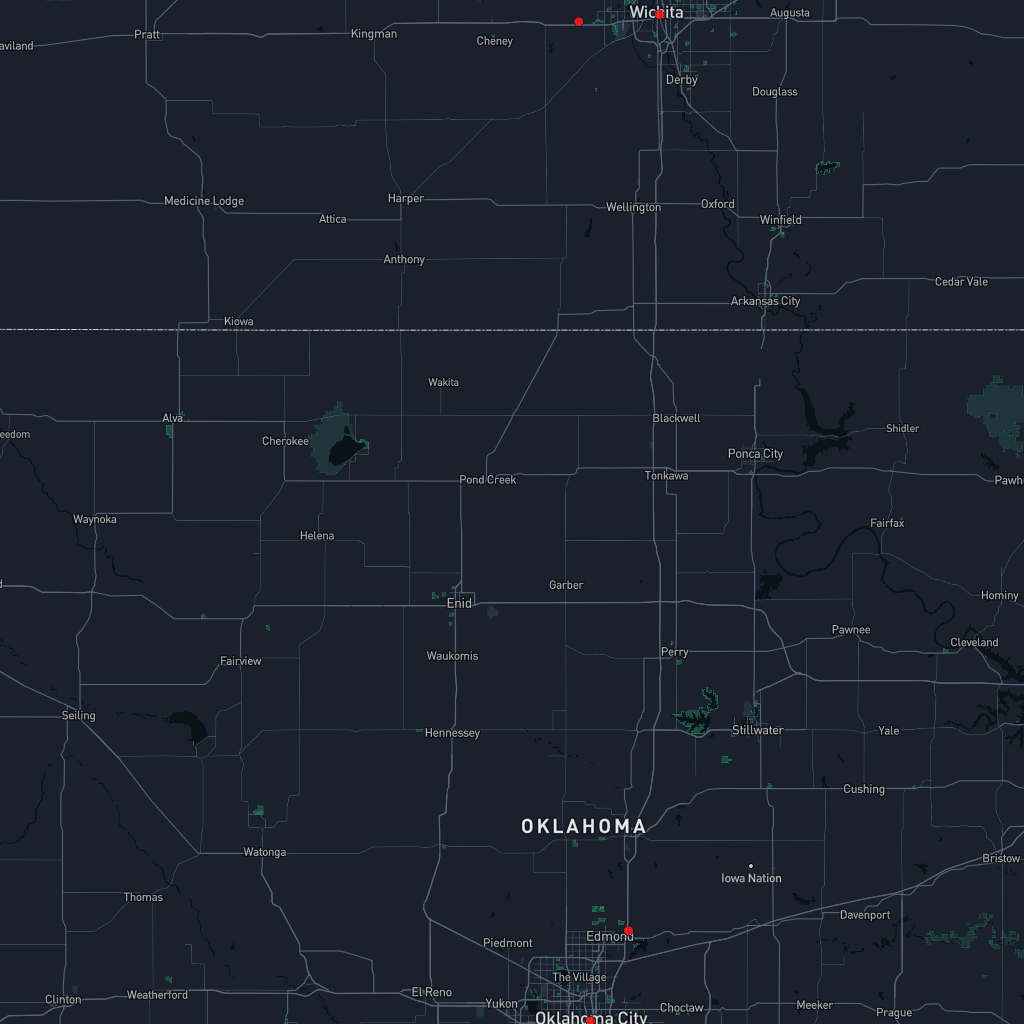 Wichita
Augusta
Pratt
Kingman
aviland
Cheney
Derby
Douglass
Medicine Lodge
Harper
Attica
Wellington
Oxford
Winfield
Anthony
Cedar Vale
Arkansas City
Kiowa
Wakita
Alva
Blackwell
Shidler
eedom
Cherokee
Ponca City
Tonkawa
Pond Creek
Pawh
Waynoka
Fairfax
Helena
d
Garber
Hominy
Enid
Pawnee
Cleveland
Perry
Waukomis
Fairview
Seiling
Hennessey
Stillwater
Yale
Cushing
OKLAHOMA
Watonga
Bristow
Iowa Nation
Thomas
Davenport
Edmond
Piedmont
The Village
El Reno
Clinton
Weatherford
Yukon
Choctaw
Meeker
Prague
Oklahoma City